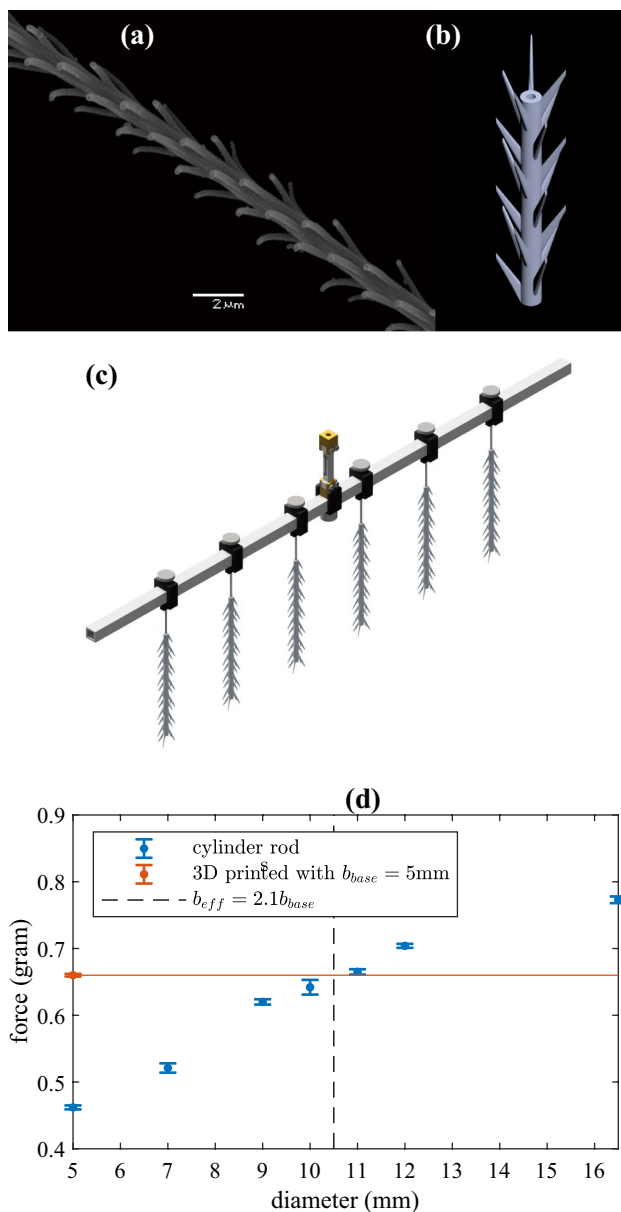 (a)
(b)
2 μm
(c)
(d)
0.9
0.8
0.7
0.6
0.5
0.4
force (gram)
cylinder rod
s
3D printed with b_base = 5mm
b_eff = 2.1b_base
5 6 7 8 9 10 11 12 13 14 15 16
diameter (mm)